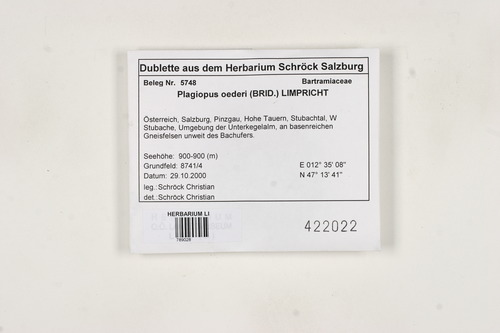 Dublette aus dem Herbarium Schröck Salzburg
Beleg Nr. 5748 Bartramiaceae
Plagiopus oederi (BRID.) LIMPRICHT
Österreich, Salzburg, Pinzgau, Hohe Tauern, Stubachtal, W
Stubache, Umgebung der Unterkegelalm, an basenreichen
Gneisfelsen unweit des Bachufers.
Seehöhe: 900-900 (m) E 012° 35' 08"
Grundfeld: 8741/4 N 47° 13' 41"
Datum: 29.10.2000
leg.:Schröck Christian
det.:Schröck Christian
HERBARIUM LI
789028
422022